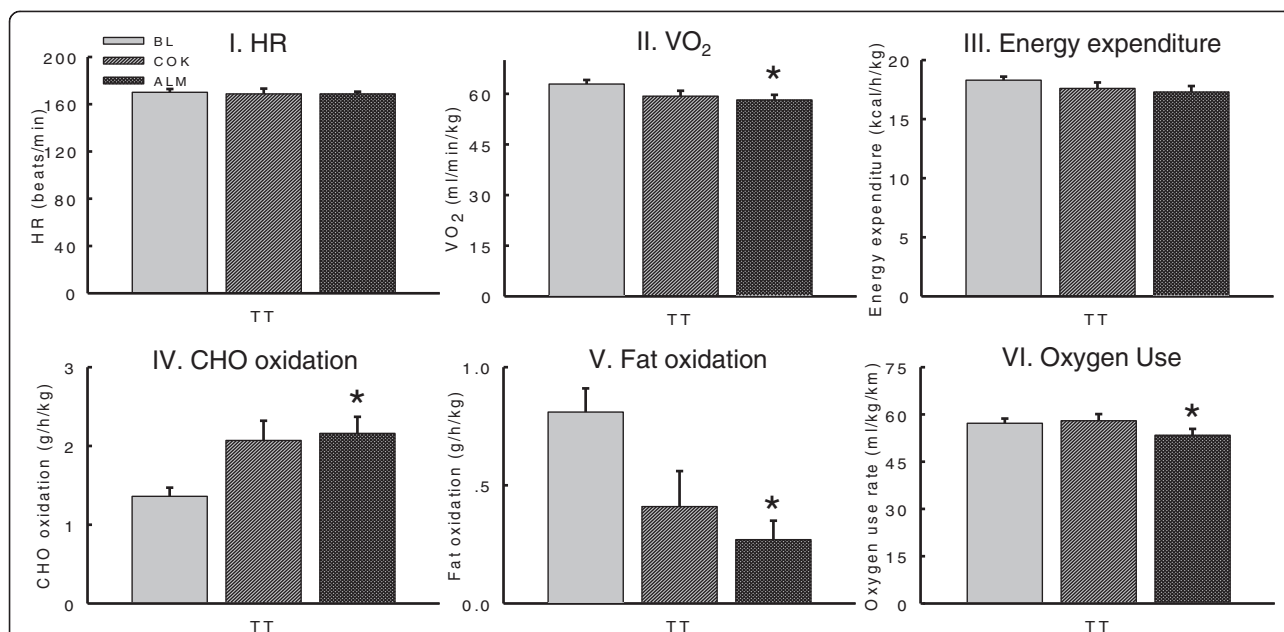 BL
COK
ALM
I. HR
200
160
120
80
40
0
HR (beats/min)
TT
II. VO2
60
45
30
15
0
VO2 (ml/min/kg)
*
TT
III. Energy expenditure
20
15
10
5
0
Energy expenditure (kcal/h/kg)
TT
IV. CHO oxidation
3
2
1
0
CHO oxidation (g/h/kg)
*
TT
V. Fat oxidation
1.0
.5
0.0
Fat oxidation (g/h/kg)
*
TT
VI. Oxygen Use
75
60
45
30
15
0
Oxygen use rate (ml/kg/km)
*
TT